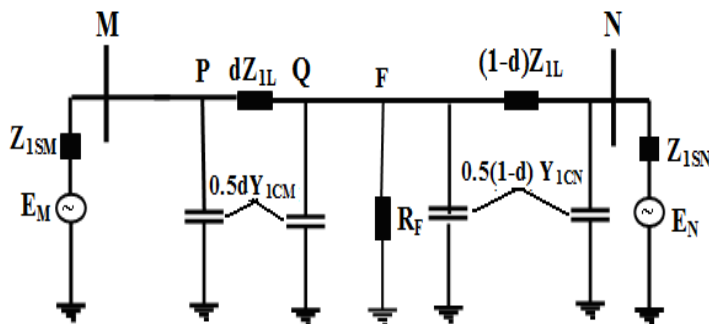 M
N
P
dZ1L
Q
F
(1-d)Z1L
Z1SM
Z1SN
0.5dY1CM
0.5(1-d) Y1CN
EM
~
RF
EN
~